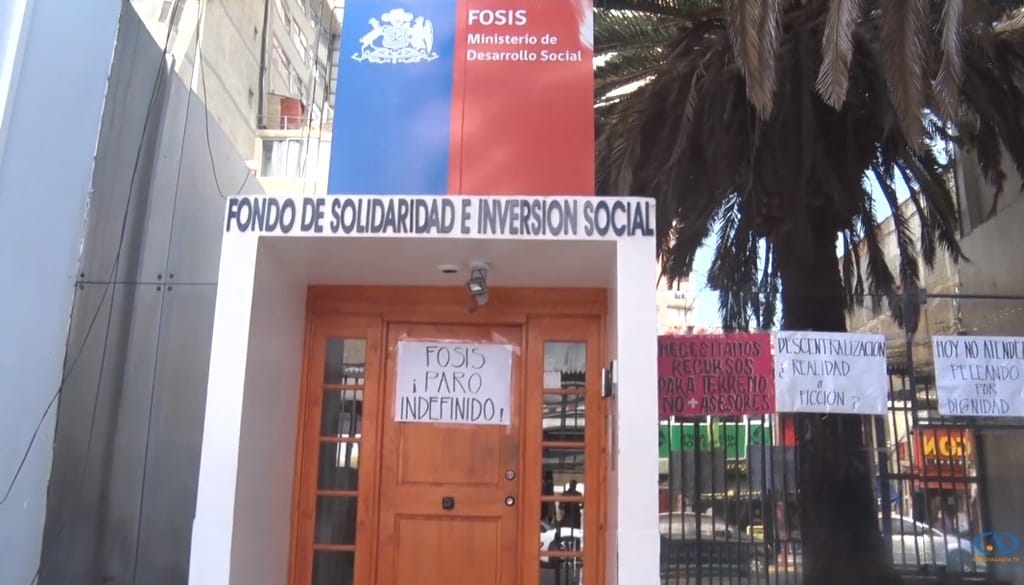 FOSIS
Ministerio de
Desarrollo Social
FONDO DE SOLIDARIDAD E INVERSION SOCIAL
FOSIS
¡PARO
INDEFINIDO!
NECESITAMOS
RECURSOS
PARA TERRENO
NO + ASESORES
DESCENTRALIZACION
¿REALIDAD
O
FICCION?
HOY NO ATENDE
PELEANDO
POR
DIGNIDAD